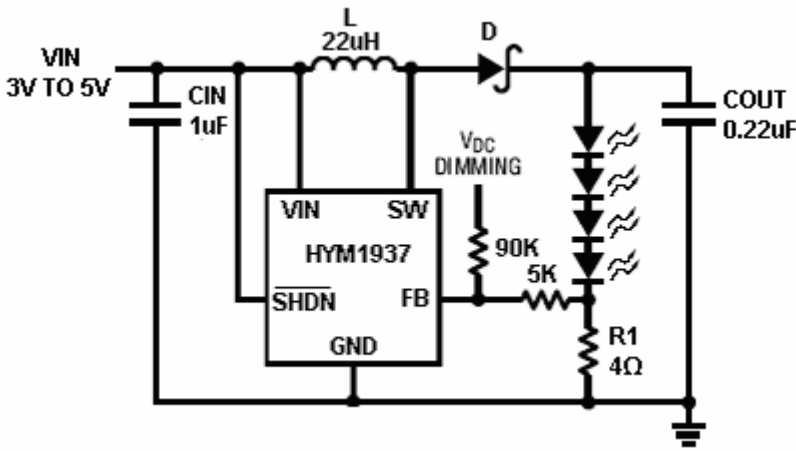 L
22uH
D
VIN
3V TO 5V
CIN
1uF
COUT
0.22uF
VDC
DIMMING
VIN
SW
HYM1937
90K
5K
SHDN
FB
GND
R1
4Ω